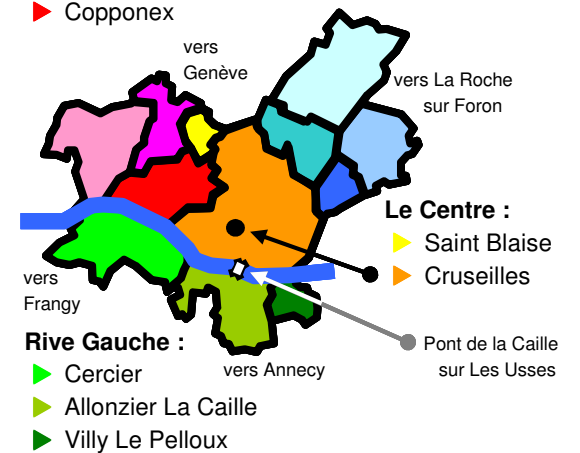 Copponex
vers
Genève
vers La Roche
sur Foron
Le Centre :
Saint Blaise
Cruseilles
vers
Frangy
Rive Gauche :
Cercier
Allonzier La Caille
Villy Le Pelloux
vers Annecy
Pont de la Caille
sur Les Usses